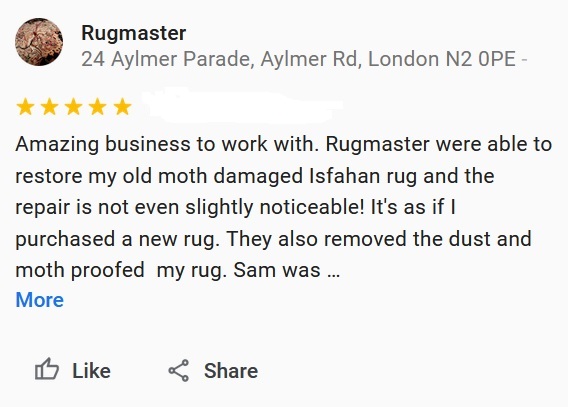 Rugmaster
24 Aylmer Parade, Aylmer Rd, London N2 0PE -
Amazing business to work with. Rugmaster were able to
restore my old moth damaged Isfahan rug and the
repair is not even slightly noticeable! It's as if I
purchased a new rug. They also removed the dust and
moth proofed  my rug. Sam was ...
More
Like Share